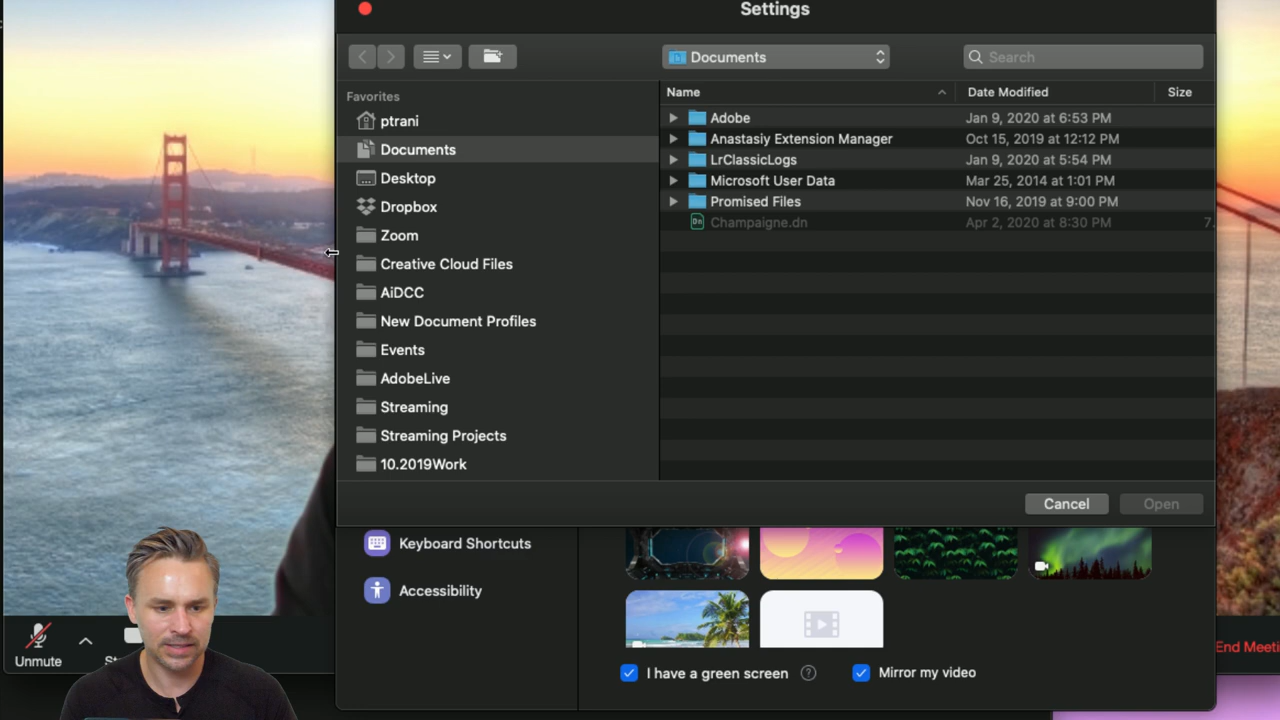 Settings
Documents
Search
Favorites
ptrani
Documents
Desktop
Dropbox
Zoom
Creative Cloud Files
AiDCC
New Document Profiles
Events
AdobeLive
Streaming
Streaming Projects
10.2019Work
Name Date Modified Size
Adobe Jan 9, 2020 at 6:53 PM
Anastasiy Extension Manager Oct 15, 2019 at 12:12 PM
LrClassicLogs Jan 9, 2020 at 5:54 PM
Microsoft User Data Mar 25, 2014 at 1:01 PM
Promised Files Nov 16, 2019 at 9:00 PM
Dn Champaigne.dn Apr 2, 2020 at 8:30 PM 7.
Cancel Open
Keyboard Shortcuts
Accessibility
I have a green screen ? Mirror my video
Unmute St
End Meeti